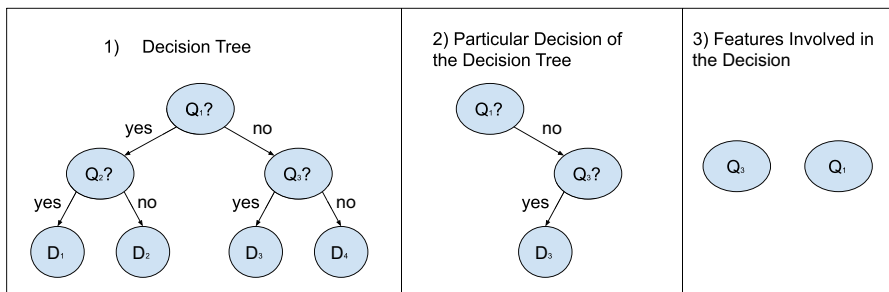 1) Decision Tree
Q₁?
yes
no
Q₂?
Q₃?
yes
no
yes
no
D₁
D₂
D₃
D₄
2) Particular Decision of
the Decision Tree
Q₁?
no
Q₃?
yes
D₃
3) Features Involved in
the Decision
Q₃
Q₁